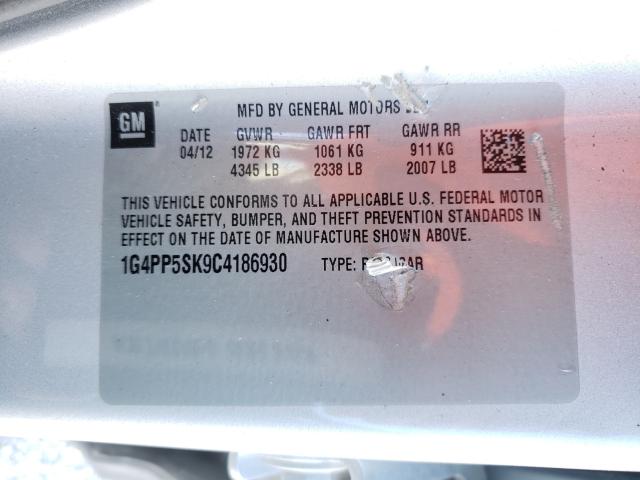 GM
®
MFD BY GENERAL MOTORS
DATE GVWR GAWR FRT GAWR RR
04/12 1972 KG 1061 KG 911 KG
4345 LB 2338 LB 2007 LB
THIS VEHICLE CONFORMS TO ALL APPLICABLE U.S. FEDERAL MOTOR
VEHICLE SAFETY, BUMPER, AND THEFT PREVENTION STANDARDS IN
EFFECT ON THE DATE OF MANUFACTURE SHOWN ABOVE.
1G4PP5SK9C4186930 TYPE: